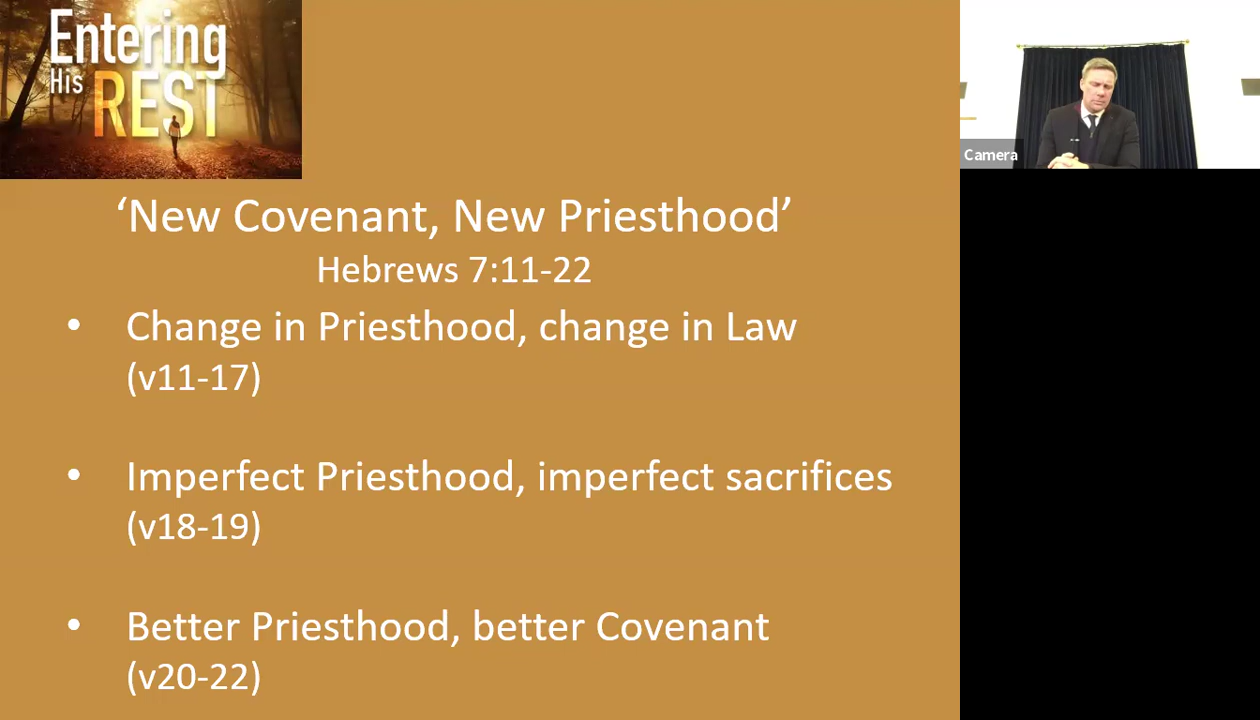 Entering
His REST
Camera
‘New Covenant, New Priesthood’
Hebrews 7:11-22
• Change in Priesthood, change in Law
(v11-17)
• Imperfect Priesthood, imperfect sacrifices
(v18-19)
• Better Priesthood, better Covenant
(v20-22)